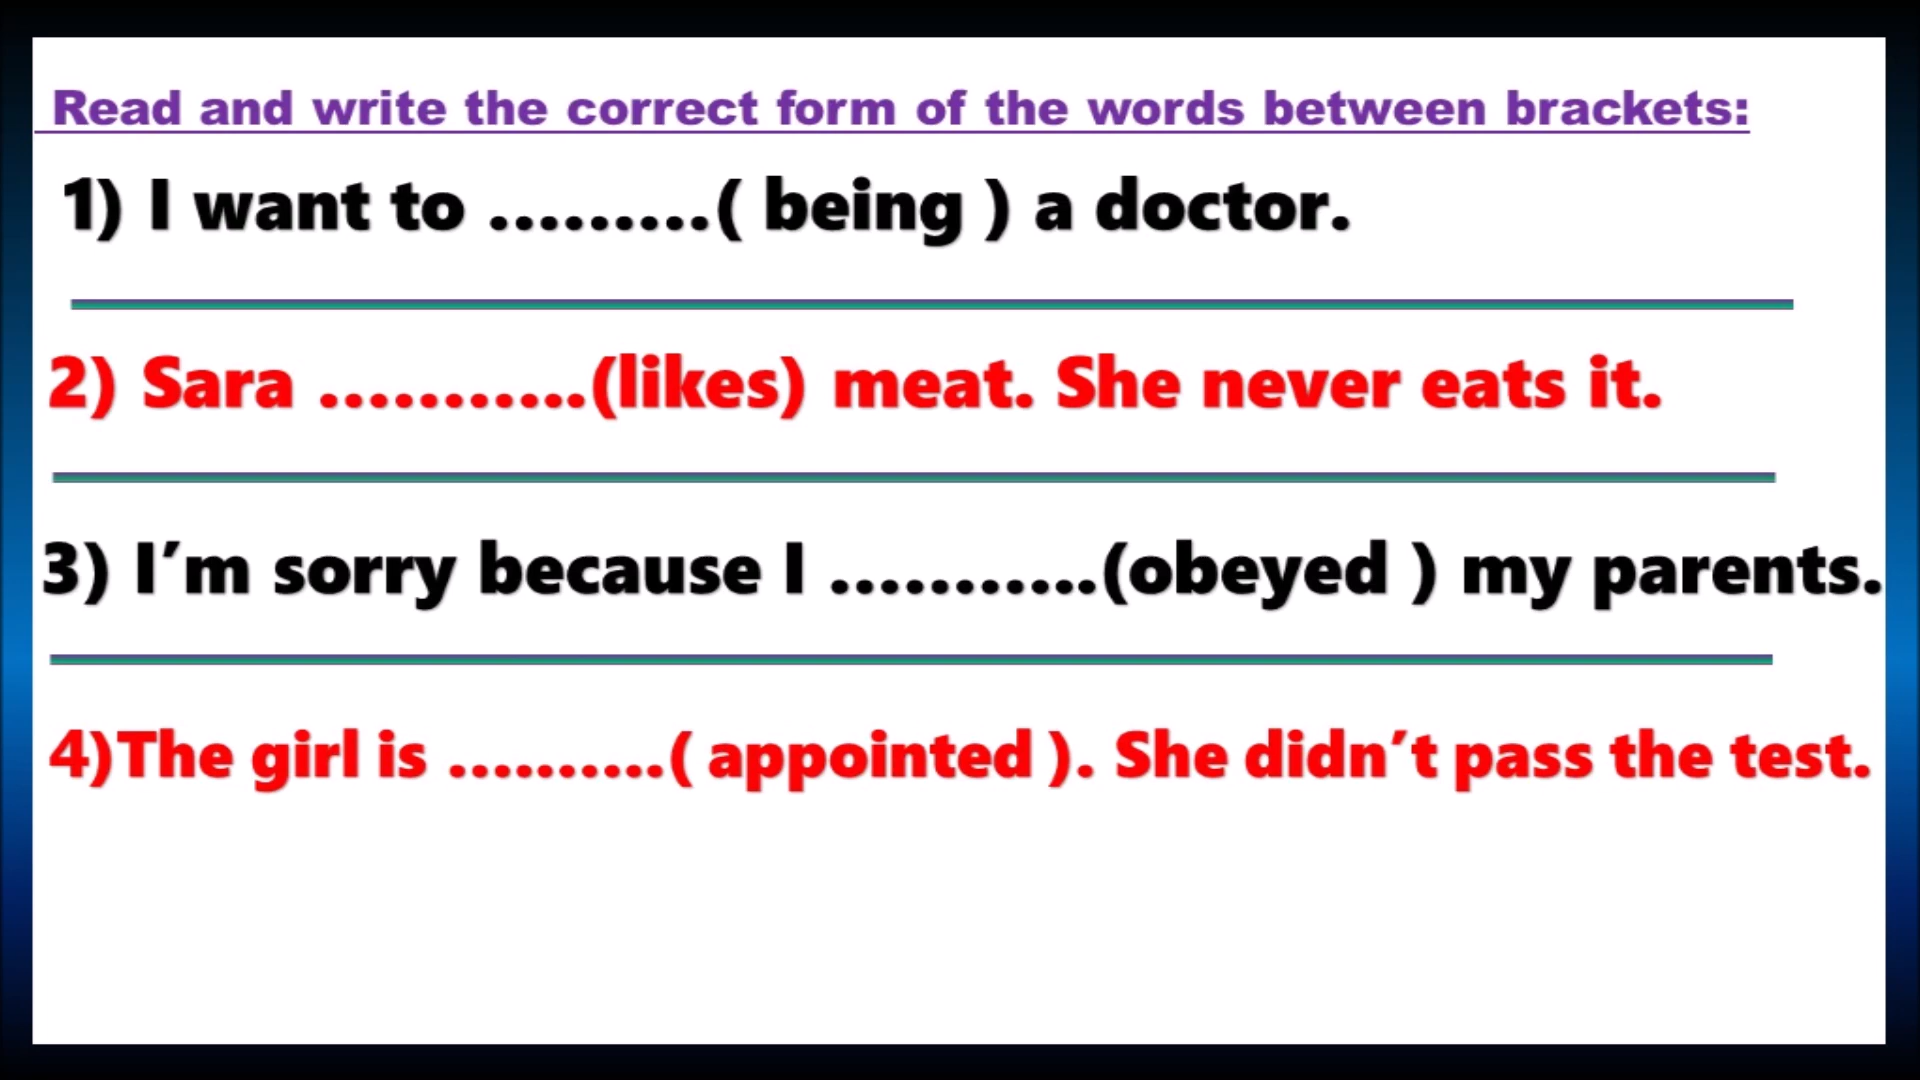 Read and write the correct form of the words between brackets:
1) I want to .........( being ) a doctor.
2) Sara ...........(likes) meat. She never eats it.
3) I′m sorry because I ...........(obeyed ) my parents.
4)The girl is ..........( appointed ). She didn′t pass the test.